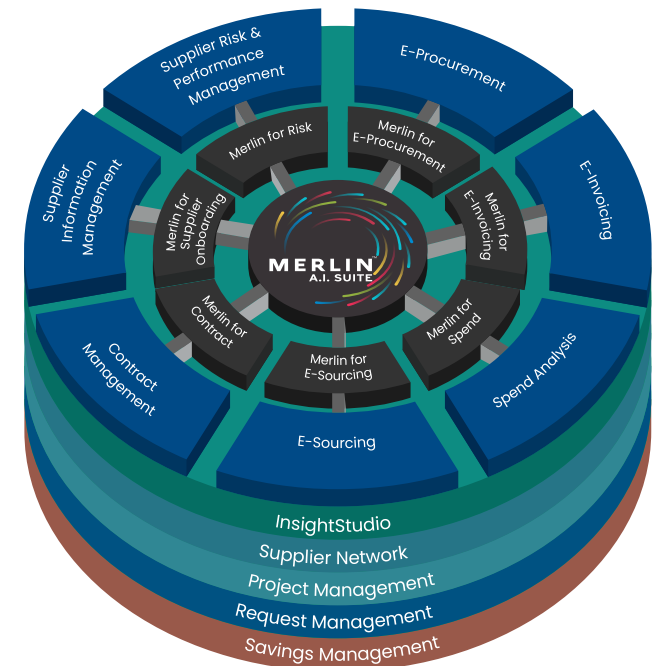 Supplier Risk &
Performance
Management
E-Procurement
E-Invoicing
Spend Analysis
E-Sourcing
Contract
Management
Supplier
Information
Management
Merlin for Risk
Merlin for
E-Procurement
Merlin for
E-Invoicing
Merlin for
Spend
Merlin for
E-Sourcing
Merlin for
Contract
Merlin for
Supplier
Onboarding
MERLIN
A.I. SUITE
InsightStudio
Supplier Network
Project Management
Request Management
Savings Management